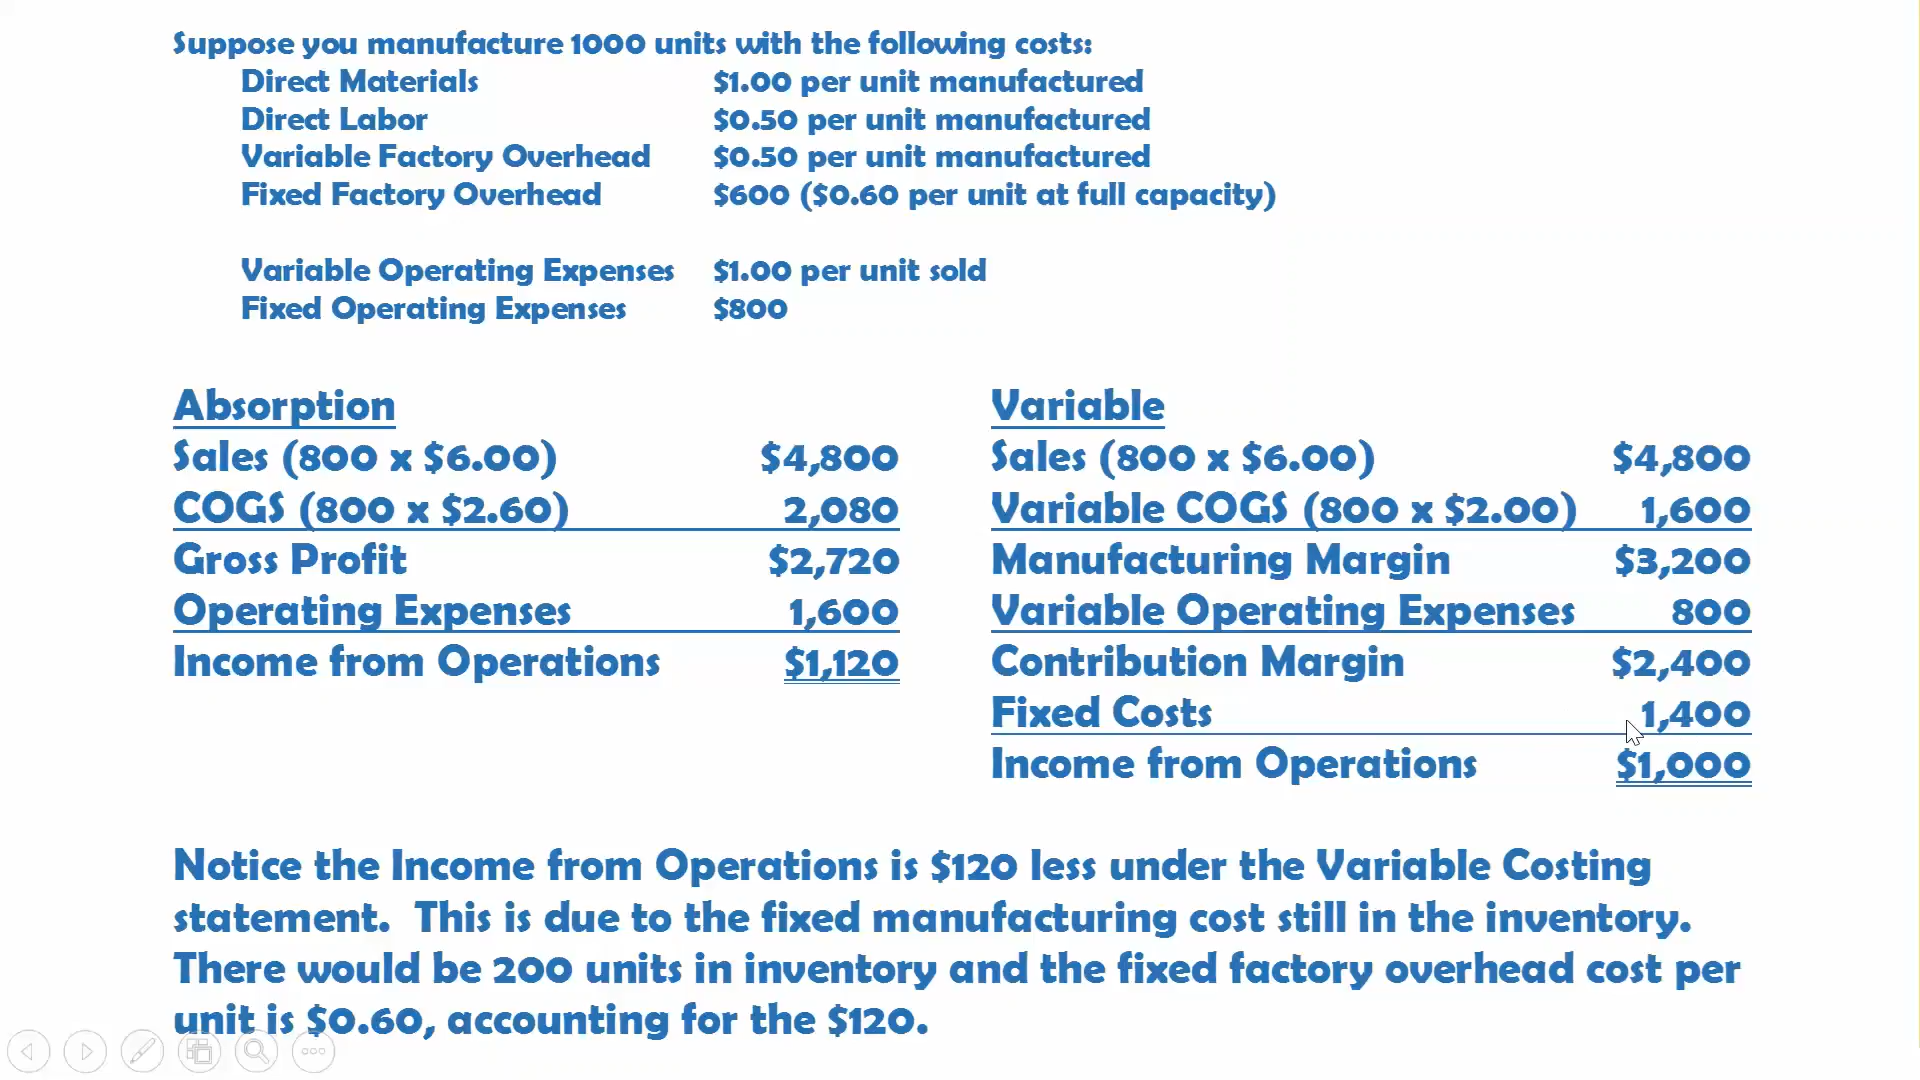 Suppose you manufacture 1000 units with the following costs:
Direct Materials $1.00 per unit manufactured
Direct Labor $0.50 per unit manufactured
Variable Factory Overhead $0.50 per unit manufactured
Fixed Factory Overhead $600 ($0.60 per unit at full capacity)
Variable Operating Expenses $1.00 per unit sold
Fixed Operating Expenses $800
Absorption
Sales (800 x $6.00) $4,800
COGS (800 x $2.60) 2,080
Gross Profit $2,720
Operating Expenses 1,600
Income from Operations $1,120
Variable
Sales (800 x $6.00) $4,800
Variable COGS (800 x $2.00) 1,600
Manufacturing Margin $3,200
Variable Operating Expenses 800
Contribution Margin $2,400
Fixed Costs 1,400
Income from Operations $1,000
Notice the Income from Operations is $120 less under the Variable Costing
statement. This is due to the fixed manufacturing cost still in the inventory.
There would be 200 units in inventory and the fixed factory overhead cost per
unit is $0.60, accounting for the $120.